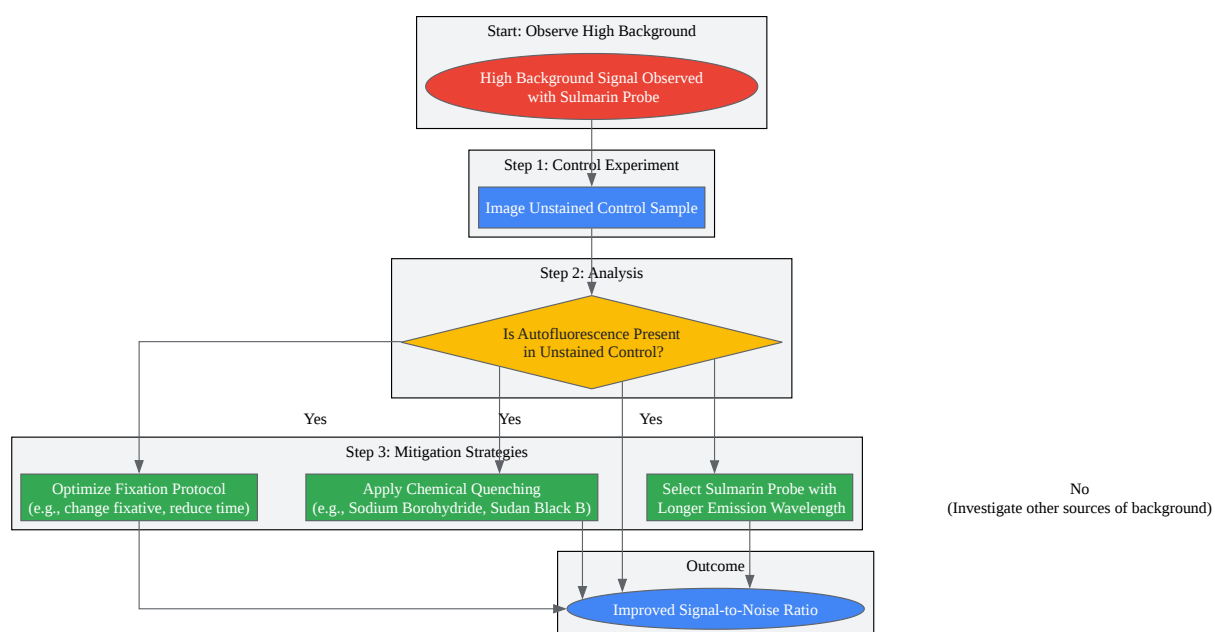 Start: Observe High Background
High Background Signal Observed
with Sulmarin Probe
Step 1: Control Experiment
Image Unstained Control Sample
Step 2: Analysis
Is Autofluorescence Present
in Unstained Control?
Yes
Yes
Yes
Step 3: Mitigation Strategies
Optimize Fixation Protocol
(e.g., change fixative, reduce time)
Apply Chemical Quenching
(e.g., Sodium Borohydride, Sudan Black B)
Select Sulmarin Probe with
Longer Emission Wavelength
No
(Investigate other sources of background)
Outcome
Improved Signal-to-Noise Ratio